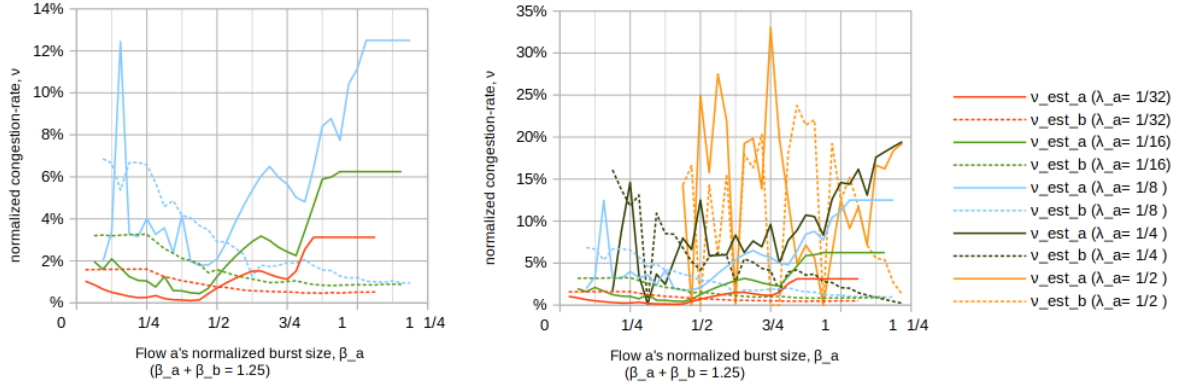 14%
12%
10%
8%
6%
4%
2%
%
normalized congestion-rate, ν
0 1/4 1/2 3/4 1 1 1/4
Flow a's normalized burst size, β_a
(β_a + β_b = 1.25)
35%
35%
30%
25%
20%
15%
10%
5%
%
normalized congestion-rate, ν
0 1/4 1/2 3/4 1 1 1/4
Flow a's normalized burst size, β_a
(β_a + β_b = 1.25)
ν_est_a (λ_a= 1/32)
ν_est_b (λ_a= 1/32)
ν_est_a (λ_a= 1/16)
ν_est_b (λ_a= 1/16)
ν_est_a (λ_a= 1/8 )
ν_est_b (λ_a= 1/8 )
ν_est_a (λ_a= 1/4 )
ν_est_b (λ_a= 1/4 )
ν_est_a (λ_a= 1/2 )
ν_est_b (λ_a= 1/2 )